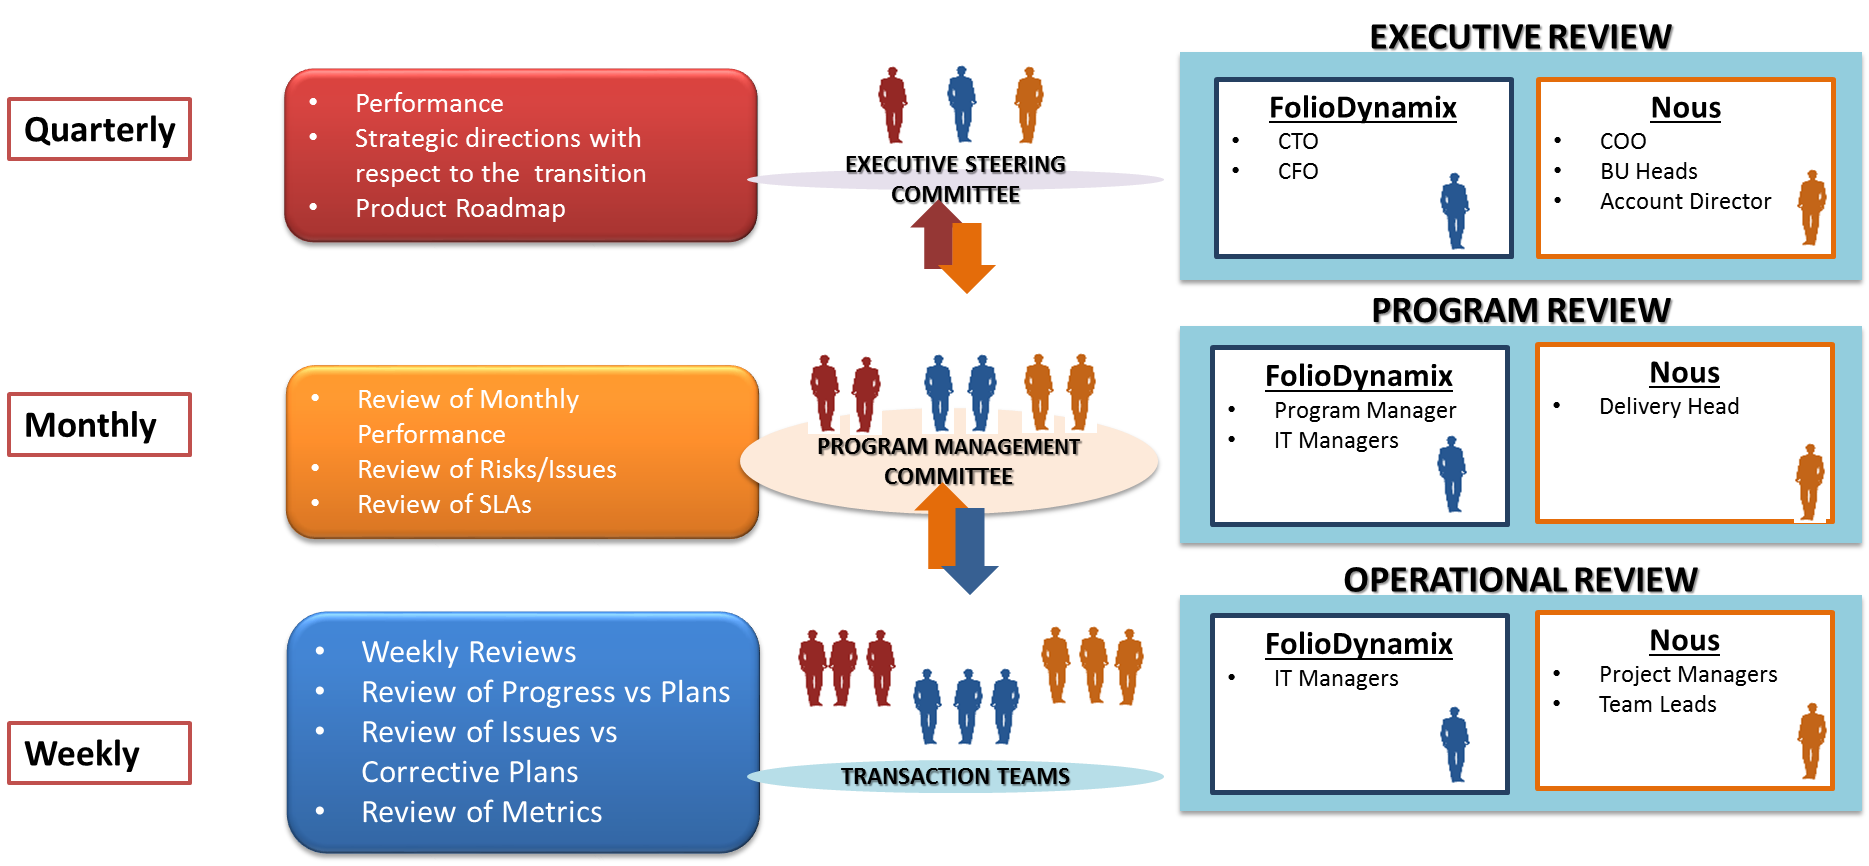 Quarterly
• Performance
• Strategic directions with
respect to the transition
• Product Roadmap
EXECUTIVE STEERING
COMMITTEE
EXECUTIVE REVIEW
FolioDynamix
• CTO
• CFO
Nous
• COO
• BU Heads
• Account Director
Monthly
• Review of Monthly
Performance
• Review of Risks/Issues
• Review of SLAs
PROGRAM MANAGEMENT
COMMITTEE
PROGRAM REVIEW
FolioDynamix
• Program Manager
• IT Managers
Nous
• Delivery Head
Weekly
• Weekly Reviews
• Review of Progress vs Plans
• Review of Issues vs
Corrective Plans
• Review of Metrics
TRANSACTION TEAMS
OPERATIONAL REVIEW
FolioDynamix
• IT Managers
Nous
• Project Managers
• Team Leads